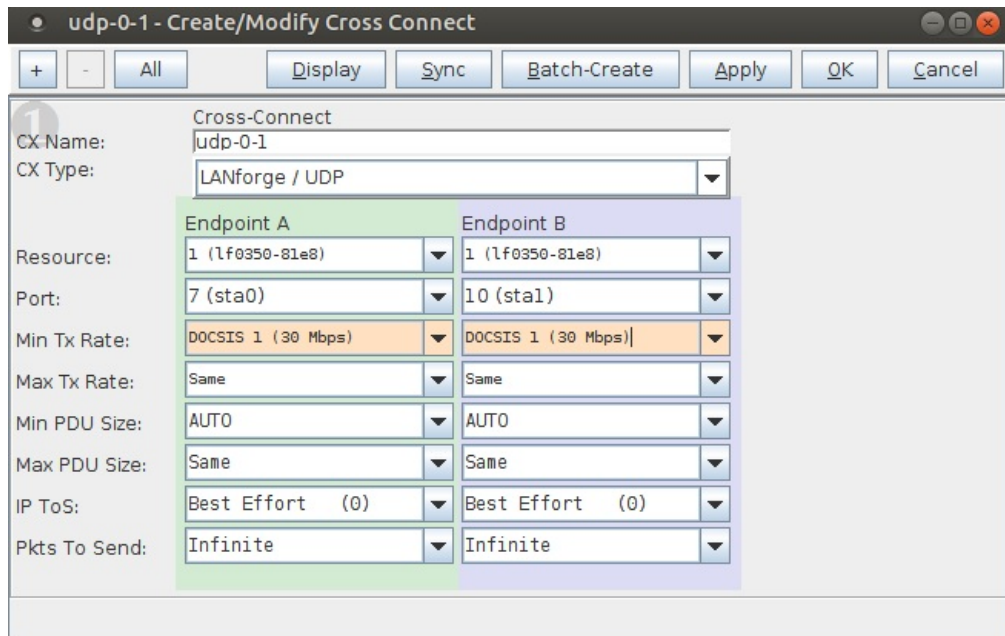 udp-0-1 - Create/Modify Cross Connect
+ - All Display Sync Batch-Create Apply OK Cancel
1
Cross-Connect
CX Name: udp-0-1
CX Type: LANforge / UDP
Endpoint A Endpoint B
Resource: 1 (lf0350-81e8) 1 (lf0350-81e8)
Port: 7 (sta0) 10 (sta1)
Min Tx Rate: DOCSIS 1 (30 Mbps) DOCSIS 1 (30 Mbps)
Max Tx Rate: Same Same
Min PDU Size: AUTO AUTO
Max PDU Size: Same Same
IP ToS: Best Effort (0) Best Effort (0)
Pkts To Send: Infinite Infinite